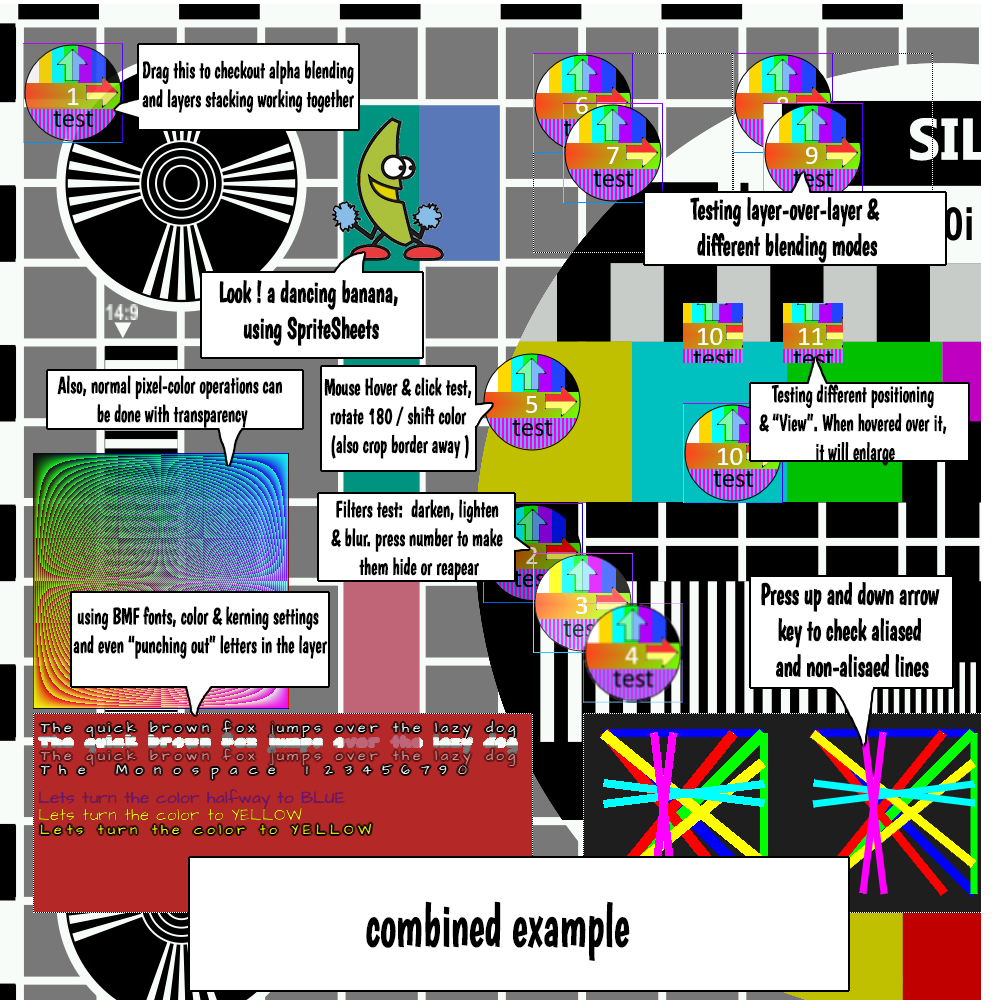 1
test
Drag this to checkout alpha blending
and layers stacking working together
6
7
test
8
9
test
SIL
0i
Testing layer-over-layer &
different blending modes
Look ! a dancing banana,
using SpriteSheets
14:9
10
test
11
test
Also, normal pixel-color operations can
be done with transparency
Mouse Hover & click test,
rotate 180 / shift color
(also crop border away )
5
test
Testing different positioning
& “View”. When hovered over it,
it will enlarge
10
test
Filters test: darken, lighten
& blur. press number to make
them hide or reapear
2
test
3
test
4
test
using BMF fonts, color & kerning settings
and even “punching out” letters in the layer
Press up and down arrow
key to check aliased
and non-alisaed lines
The quick brown fox jumps over the lazy dog
The quick brown fox jumps over the lazy dog
The quick brown fox jumps over the lazy dog
The Monospace 1234567890
Lets turn the color halfway to BLUE
Lets turn the color to YELLOW
Lets turn the color to YELLOW
combined example